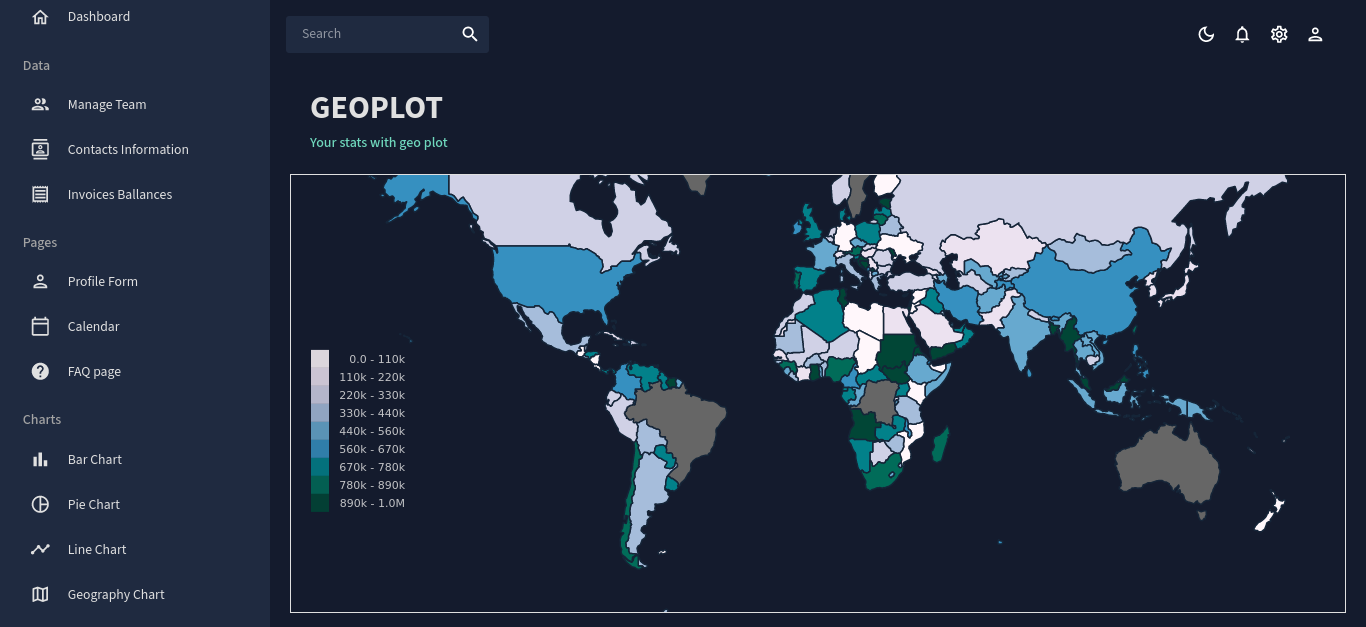 Dashboard
Data
Manage Team
Contacts Information
Invoices Ballances
Pages
Profile Form
Calendar
FAQ page
Charts
Bar Chart
Pie Chart
Line Chart
Geography Chart
Search
GEOPLOT
Your stats with geo plot
0.0 - 110k
110k - 220k
220k - 330k
330k - 440k
440k - 560k
560k - 670k
670k - 780k
780k - 890k
890k - 1.0M